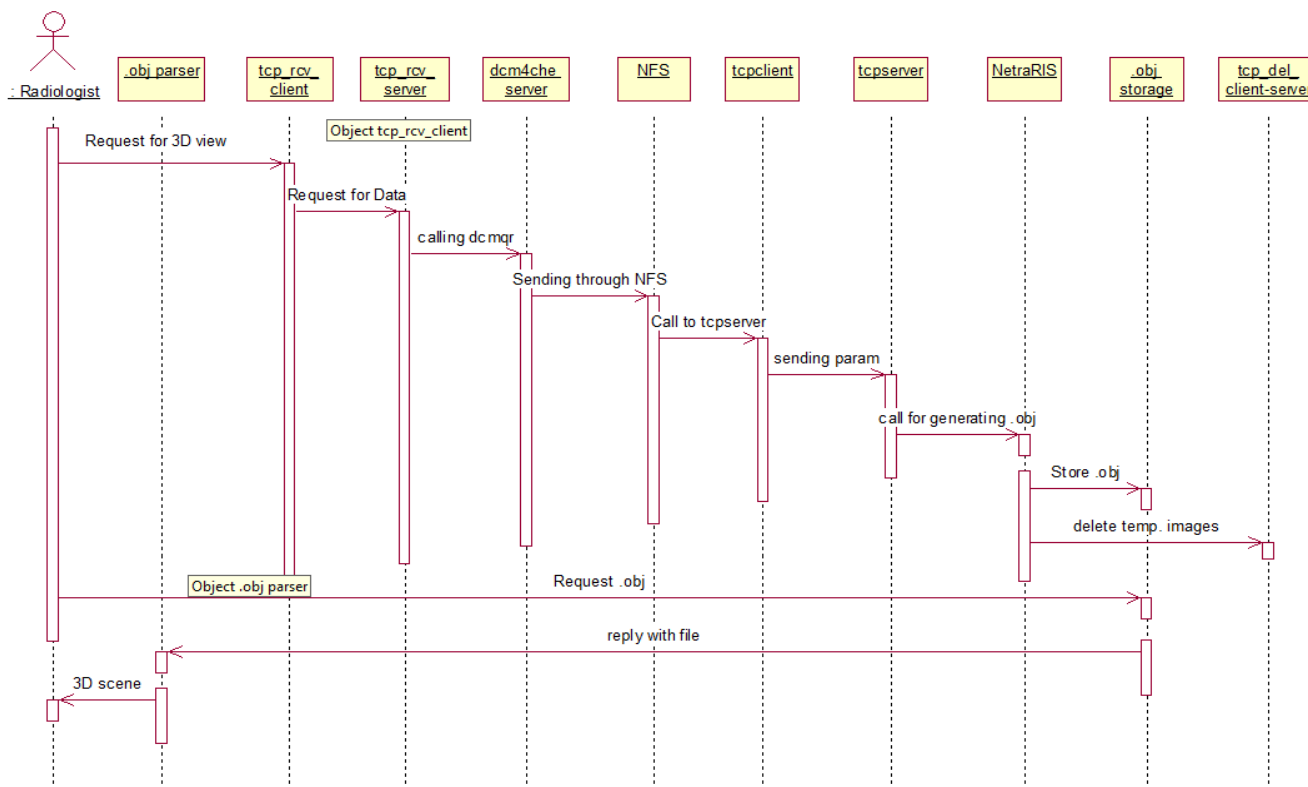 : Radiologist
.obj parser
tcp_rcv_
client
tcp_rcv_
server
dcm4che
server
NFS
tcpclient
tcpserver
NetraRIS
.obj
storage
tcp_del_
client-server
Object tcp_rcv_client
Request for 3D view
Request for Data
calling dcmqr
Sending through NFS
Call to tcpserver
sending param
call for generating .obj
Store .obj
delete temp. images
Object .obj parser
Request .obj
reply with file
3D scene